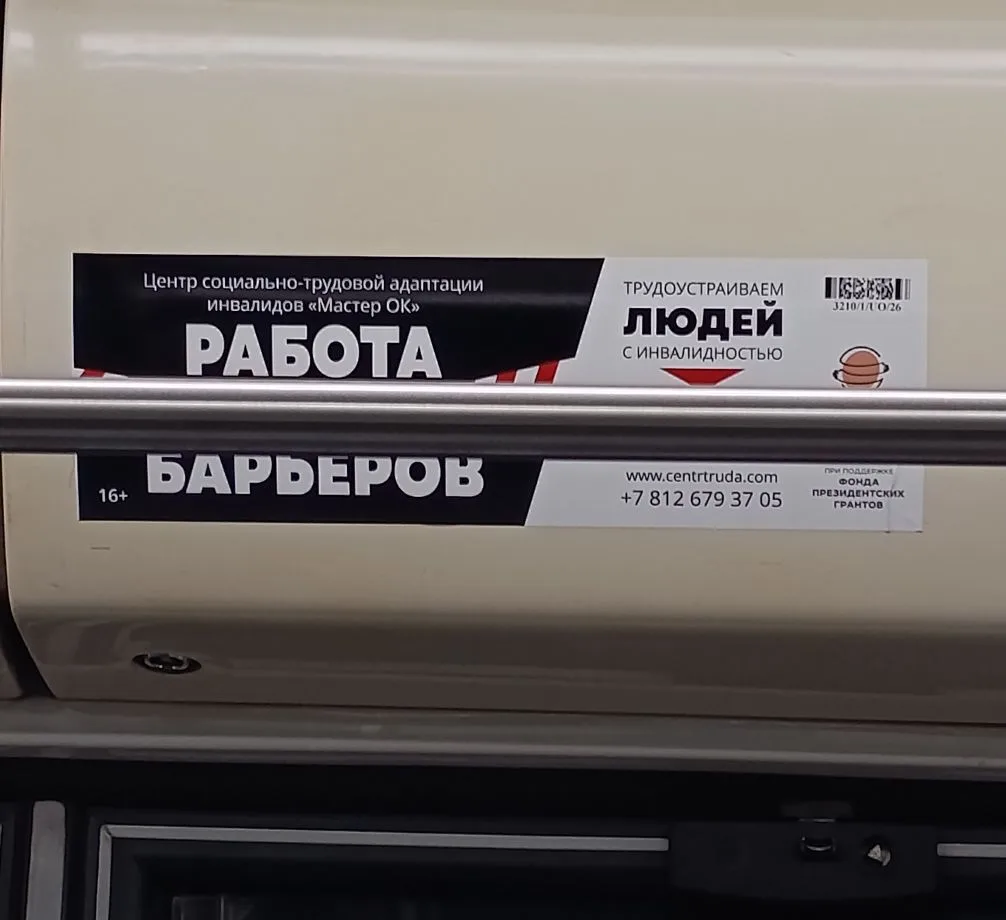 Центр социально-трудовой адаптации
инвалидов «Мастер ОК»
РАБОТА
БАРЬЕРОВ
16+
ТРУДОУСТРАИВАЕМ
ЛЮДЕЙ
С ИНВАЛИДНОСТЬЮ
www.centrtruda.com
+7 812 679 37 05
3210/1/UO/26
ПРИ ПОДДЕРЖКЕ
ФОНДА
ПРЕЗИДЕНТСКИХ
ГРАНТОВ